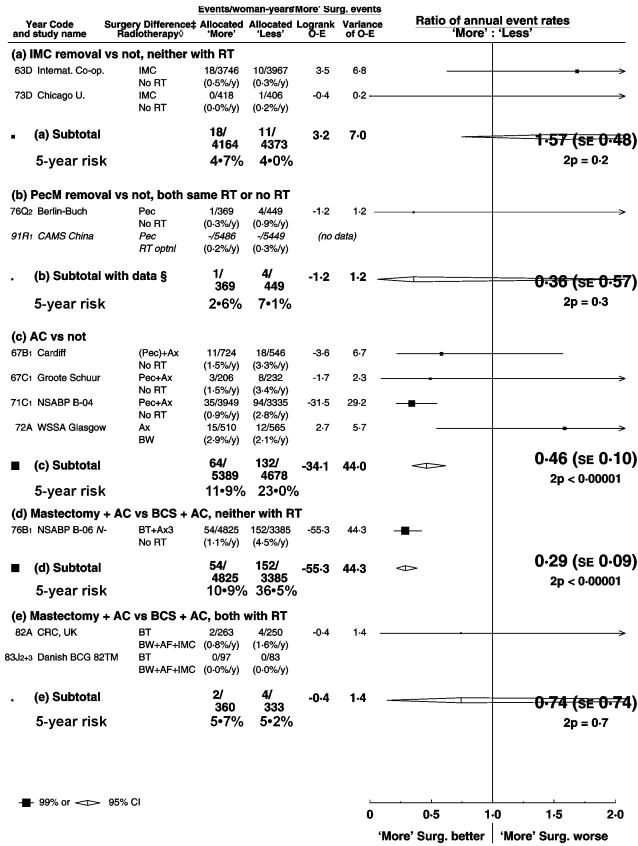 Events/woman-years 'More' Surg. events
Year Code and study name Surgery Difference‡ Radiotherapy◊ Allocated 'More' Allocated 'Less' Logrank O-E Variance of O-E
Ratio of annual event rates
'More' : 'Less'
(a) IMC removal vs not, neither with RT
63D Internat. Co-op. IMC 18/3746 10/3967 3·5 6·8
No RT (0·5%/y) (0·3%/y)
73D Chicago U. IMC 0/418 1/406 -0·4 0·2
No RT (0·0%/y) (0·2%/y)
(a) Subtotal 18/ 4164 11/ 4373 3·2 7·0 1·57 (SE 0·48)
5-year risk 4•7% 4•0% 2p = 0·2
(b) PecM removal vs not, both same RT or no RT
76Q2 Berlin-Buch Pec 1/369 4/449 -1·2 1·2
No RT (0·3%/y) (0·9%/y)
91R1 CAMS China Pec -/5486 -/5449 (no data)
RT optnl (0·2%/y) (0·3%/y)
(b) Subtotal with data § 1/ 369 4/ 449 -1·2 1·2 0·36 (SE 0·57)
5-year risk 2•6% 7•1% 2p = 0·3
(c) AC vs not
67B1 Cardiff (Pec)+Ax 11/724 18/546 -3·6 6·7
No RT (1·5%/y) (3·3%/y)
67C1 Groote Schuur Pec+Ax 3/206 8/232 -1·7 2·3
No RT (1·5%/y) (3·4%/y)
71C1 NSABP B-04 Pec+Ax 35/3949 94/3335 -31·5 29·2
No RT (0·9%/y) (2·8%/y)
72A WSSA Glasgow Ax 15/510 12/565 2·7 5·7
BW (2·9%/y) (2·1%/y)
(c) Subtotal 64/ 5389 132/ 4678 -34·1 44·0 0·46 (SE 0·10)
5-year risk 11•9% 23•0% 2p < 0·00001
(d) Mastectomy + AC vs BCS + AC, neither with RT
76B1 NSABP B-06 N- BT+Ax3 54/4825 152/3385 -55·3 44·3
No RT (1·1%/y) (4·5%/y)
(d) Subtotal 54/ 4825 152/ 3385 -55·3 44·3 0·29 (SE 0·09)
5-year risk 10•9% 36•5% 2p < 0·00001
(e) Mastectomy + AC vs BCS + AC, both with RT
82A CRC, UK BT 2/263 4/250 -0·4 1·4
BW+AF+IMC (0·8%/y) (1·6%/y)
83J2+3 Danish BCG 82TM BT 0/97 0/83
BW+AF+IMC (0·0%/y) (0·0%/y)
(e) Subtotal 2/ 360 4/ 333 -0·4 1·4 0·74 (SE 0·74)
5-year risk 5•7% 5•2% 2p = 0·7
99% or 95% CI
0 0·5 1·0 1·5 2·0
'More' Surg. better 'More' Surg. worse